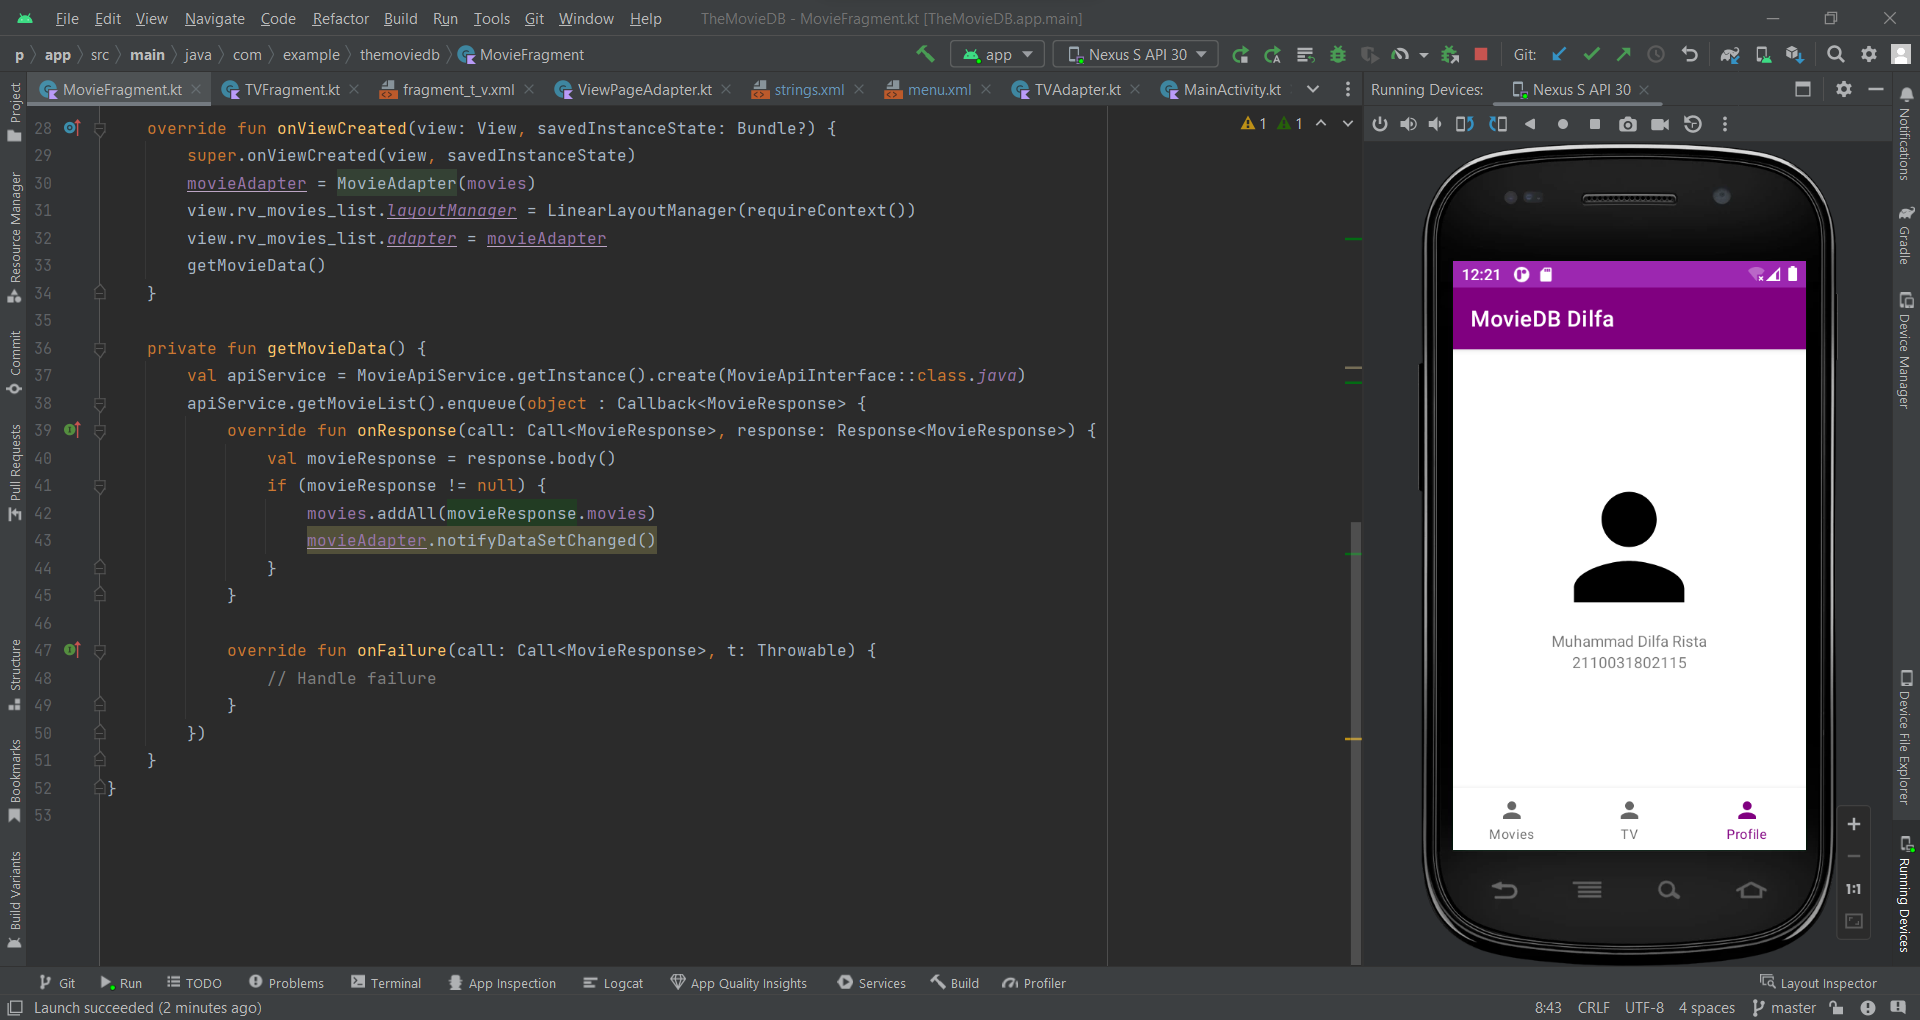 File Edit View Navigate Code Refactor Build Run Tools Git Window Help TheMovieDB - MovieFragment.kt [TheMovieDB.app.main]
p app src main java com example themoviedb MovieFragment app Nexus S API 30 Git:
MovieFragment.kt TVFragment.kt fragment_t_v.xml ViewPageAdapter.kt strings.xml menu.xml TVAdapter.kt MainActivity.kt Running Devices: Nexus S API 30
Project
Resource Manager
Commit
Pull Requests
Structure
Bookmarks
Build Variants
1 1
28 override fun onViewCreated(view: View, savedInstanceState: Bundle?) {
29 super.onViewCreated(view, savedInstanceState)
30 movieAdapter = MovieAdapter(movies)
31 view.rv_movies_list.layoutManager = LinearLayoutManager(requireContext())
32 view.rv_movies_list.adapter = movieAdapter
33 getMovieData()
34 }
35
36 private fun getMovieData() {
37 val apiService = MovieApiService.getInstance().create(MovieApiInterface::class.java)
38 apiService.getMovieList().enqueue(object : Callback<MovieResponse> {
39 override fun onResponse(call: Call<MovieResponse>, response: Response<MovieResponse>) {
40 val movieResponse = response.body()
41 if (movieResponse != null) {
42 movies.addAll(movieResponse.movies)
43 movieAdapter.notifyDataSetChanged()
44 }
45 }
46
47 override fun onFailure(call: Call<MovieResponse>, t: Throwable) {
48 // Handle failure
49 }
50 })
51 }
52 }
53
12:21
MovieDB Dilfa
Muhammad Dilfa Rista
2110031802115
Movies TV Profile
1:1
Notifications
Gradle
Device Manager
Device File Explorer
Running Devices
Git Run TODO Problems Terminal App Inspection Logcat App Quality Insights Services Build Profiler Layout Inspector
Launch succeeded (2 minutes ago) 8:43 CRLF UTF-8 4 spaces master